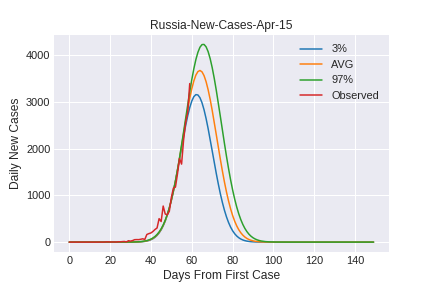 Russia-New-Cases-Apr-15
4000
3000
2000
1000
0
Daily New Cases
3%
AVG
97%
Observed
0 20 40 60 80 100 120 140
Days From First Case